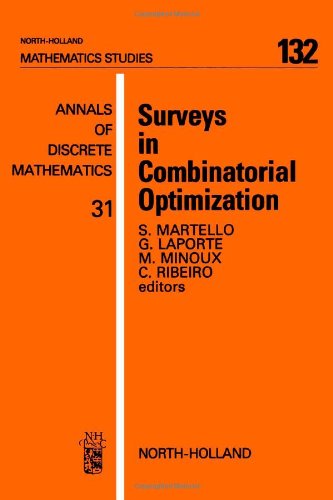 NORTH-HOLLAND
MATHEMATICS STUDIES
132
ANNALS
OF
DISCRETE
MATHEMATICS
31
Surveys
in
Combinatorial
Optimization
S. MARTELLO
G. LAPORTE
M. MINOUX
C. RIBEIRO
editors
NORTH-HOLLAND